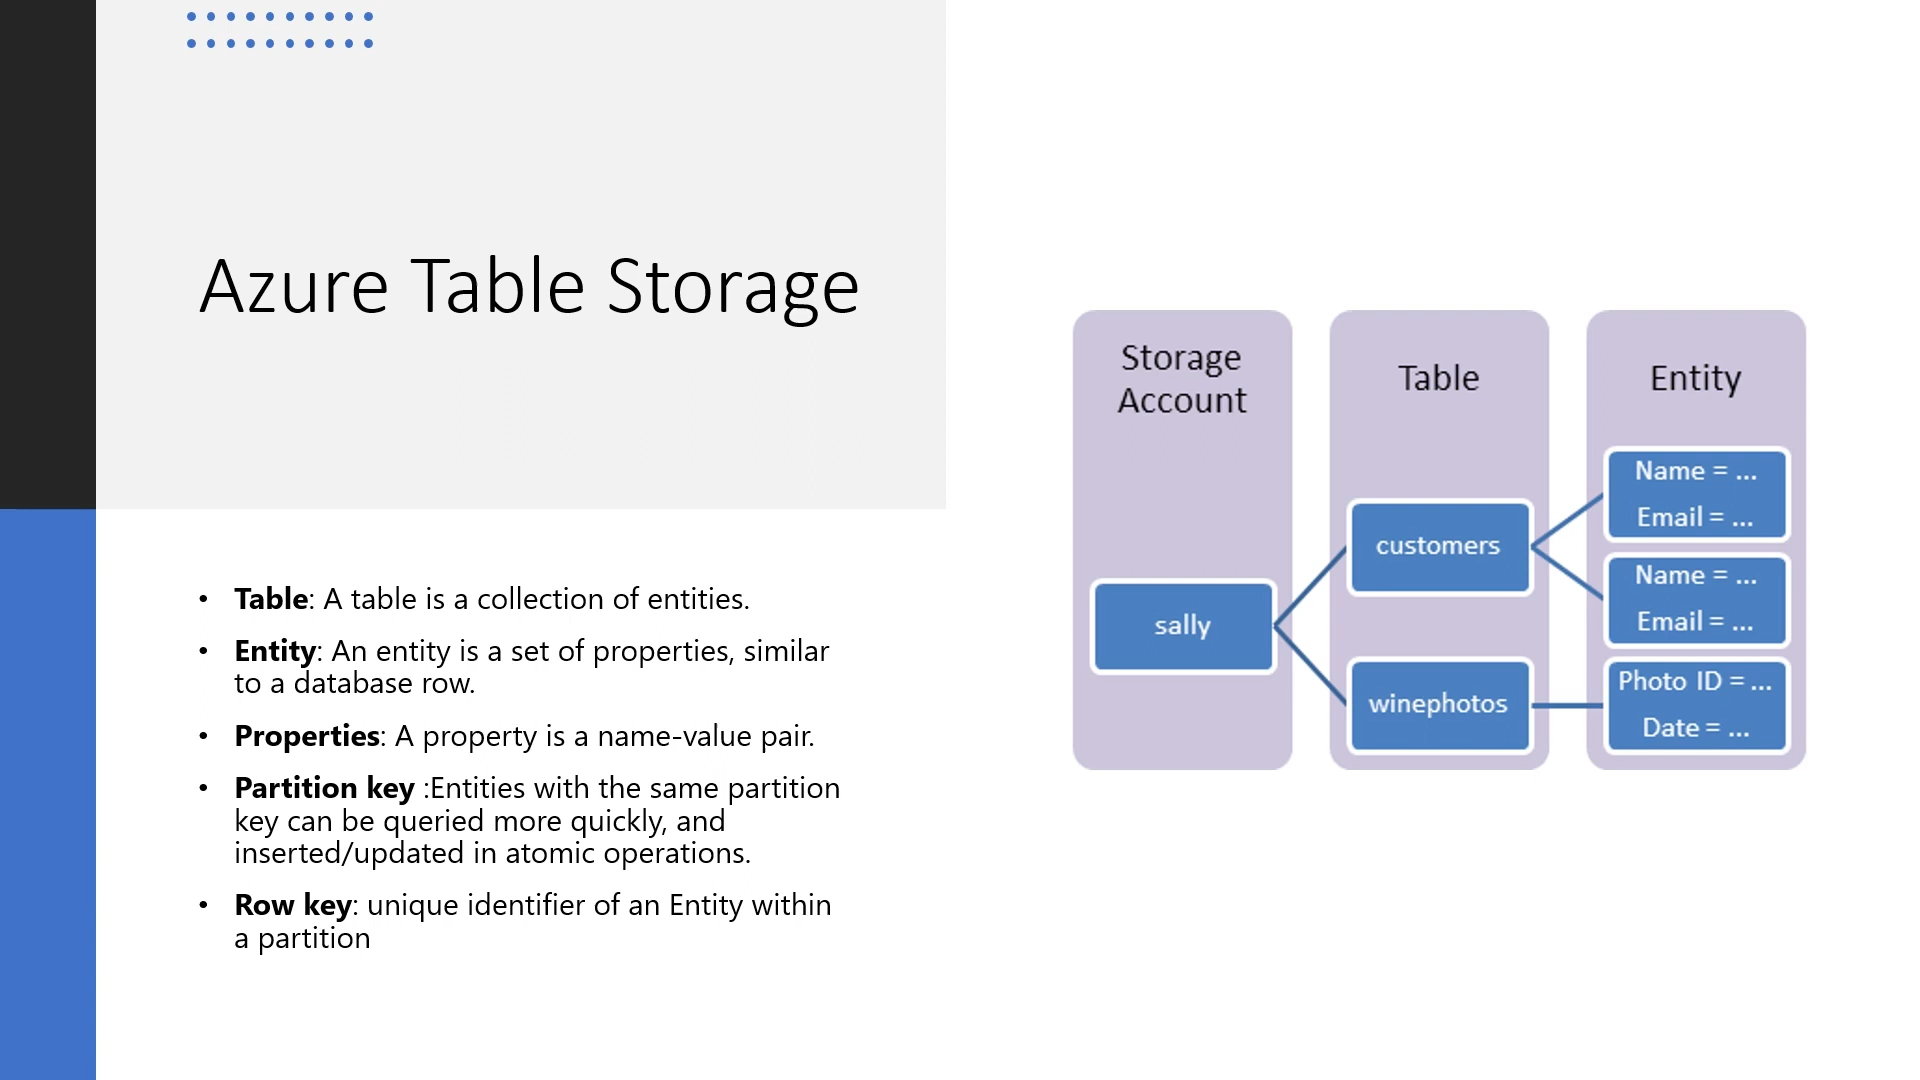 Azure Table Storage
• Table: A table is a collection of entities.
• Entity: An entity is a set of properties, similar
to a database row.
• Properties: A property is a name-value pair.
• Partition key :Entities with the same partition
key can be queried more quickly, and
inserted/updated in atomic operations.
• Row key: unique identifier of an Entity within
a partition
Storage
Account
sally
Table
customers
winephotos
Entity
Name = ...
Email = ...
Name = ...
Email = ...
Photo ID = ...
Date = ...